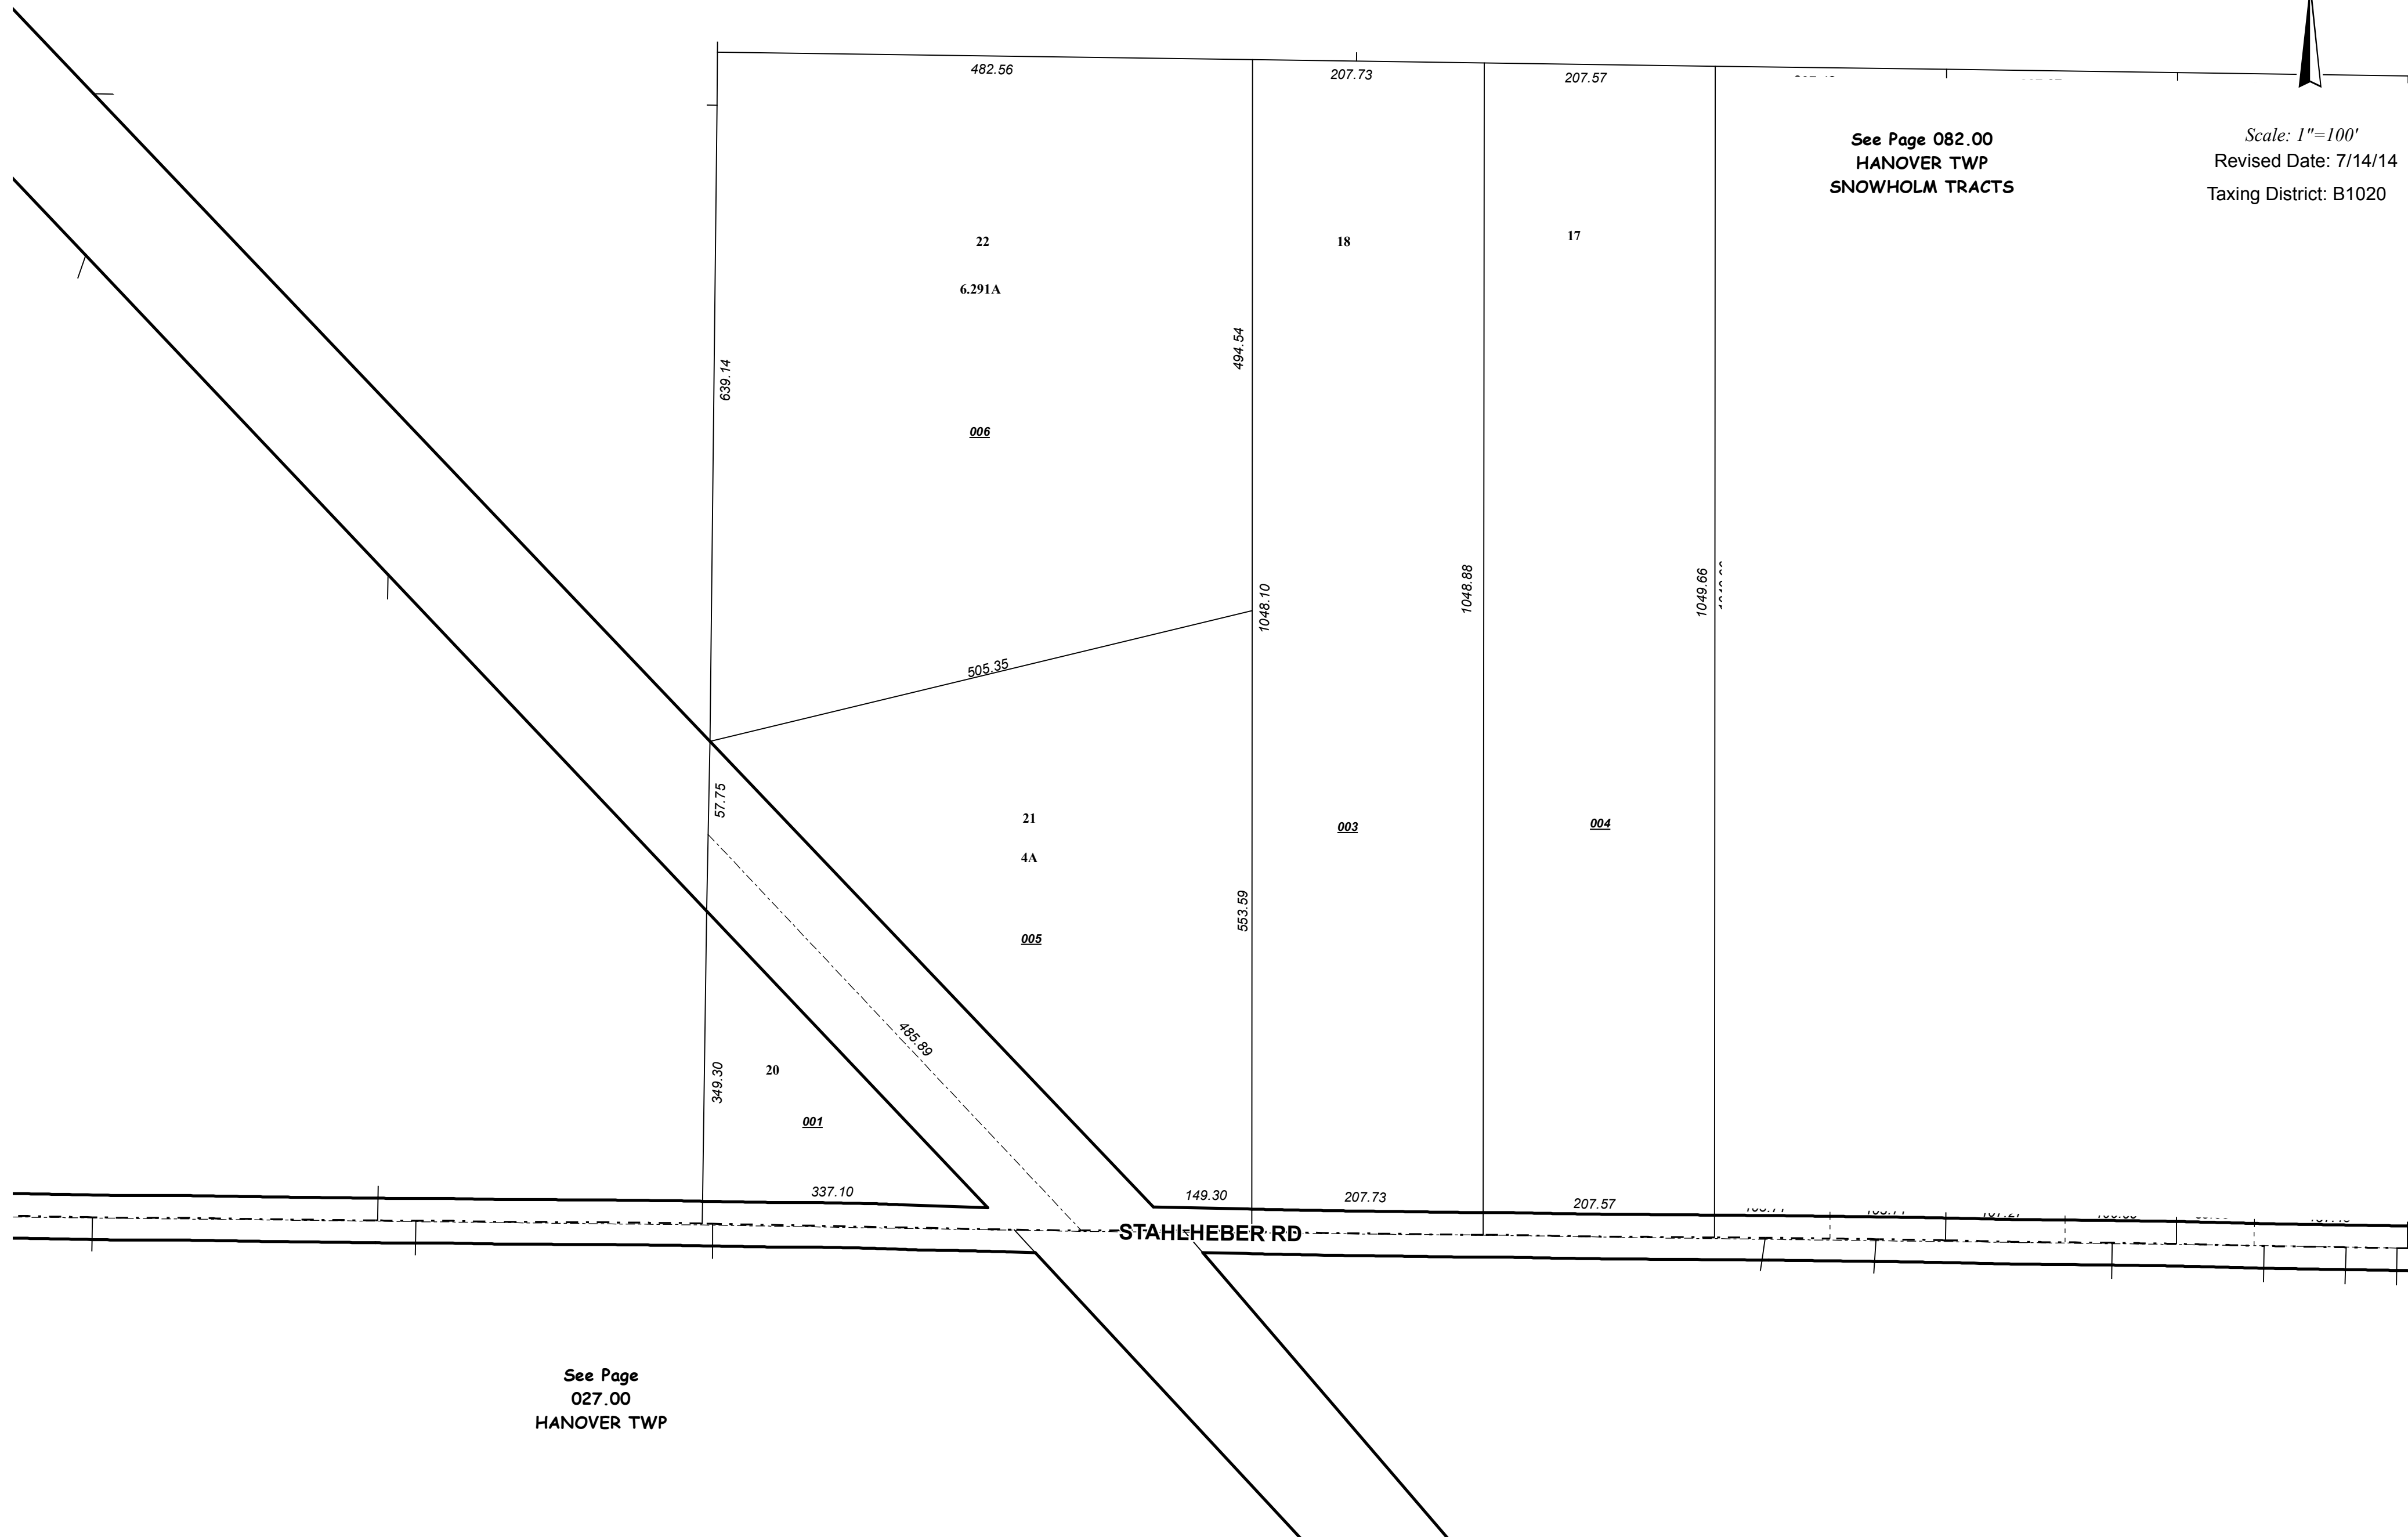 482.56
207.73
207.57
See Page 082.00
HANOVER TWP
SNOWHOLM TRACTS
Scale: 1"=100'
Revised Date: 7/14/14
Taxing District: B1020
22
18
17
6.291A
494.54
639.14
006
1048.10
1048.88
1049.66
505.35
57.75
21
003
004
4A
553.59
005
485.89
20
349.30
001
337.10
149.30
207.73
207.57
STAHLHEBER RD
See Page
027.00
HANOVER TWP